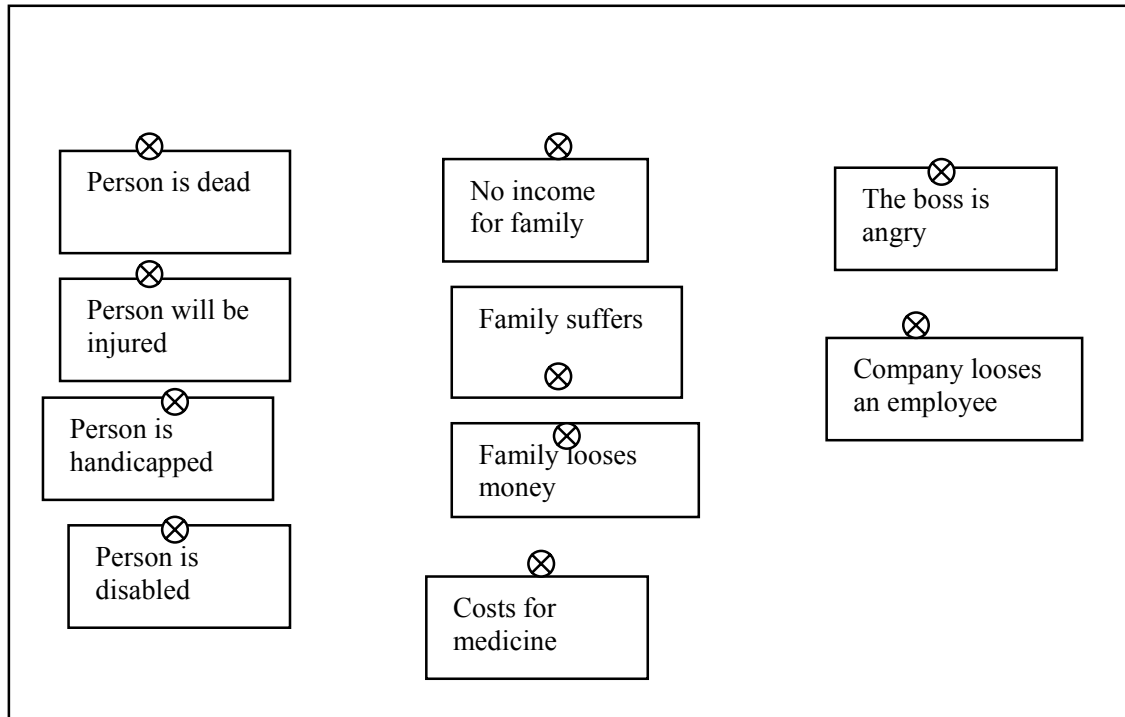 Person is dead
Person will be
injured
Person is
handicapped
Person is
disabled
No income
for family
Family suffers
Family looses
money
Costs for
medicine
The boss is
angry
Company looses
an employee